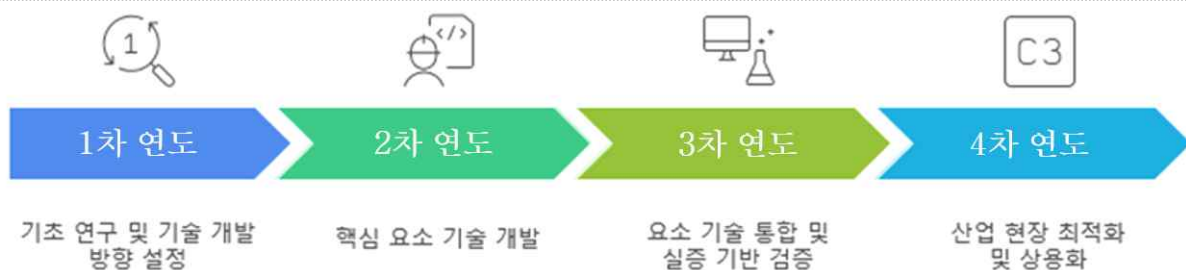 1
</>
C3
1차 연도
2차 연도
3차 연도
4차 연도
기초 연구 및 기술 개발
방향 설정
핵심 요소 기술 개발
요소 기술 통합 및
실증 기반 검증
산업 현장 최적화
및 상용화